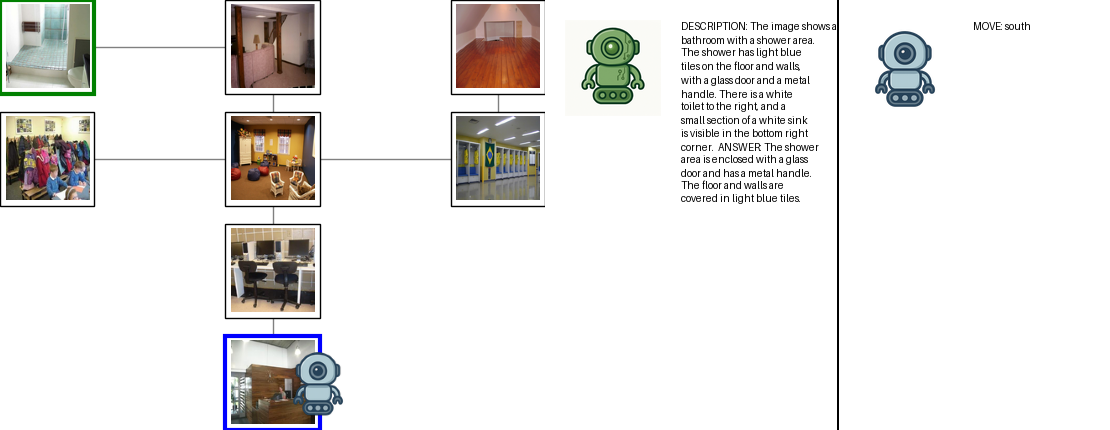 DESCRIPTION: The image shows a
bathroom with a shower area.
The shower has light blue
tiles on the floor and walls,
with a glass door and a metal
handle. There is a white
toilet to the right, and a
small section of a white sink
is visible in the bottom right
corner. ANSWER: The shower
area is enclosed with a glass
door and has a metal handle.
The floor and walls are
covered in light blue tiles.
MOVE: south